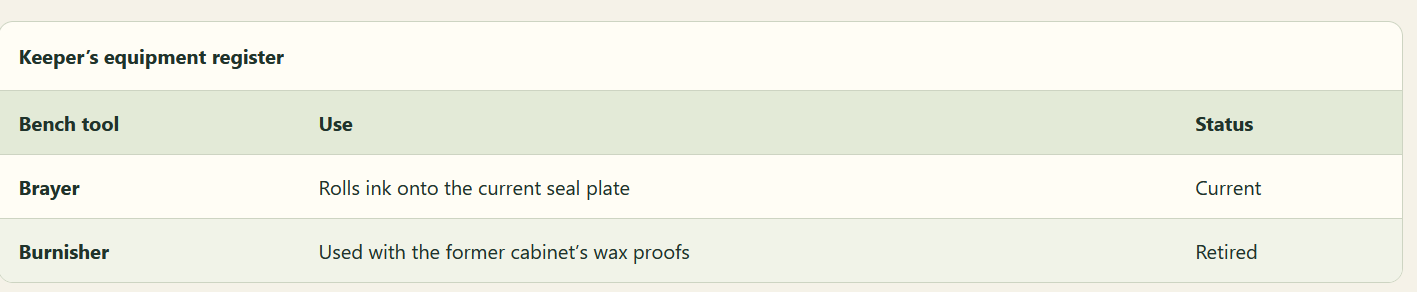 Keeper’s equipment register
Bench tool Use Status
Brayer Rolls ink onto the current seal plate Current
Burnisher Used with the former cabinet’s wax proofs Retired